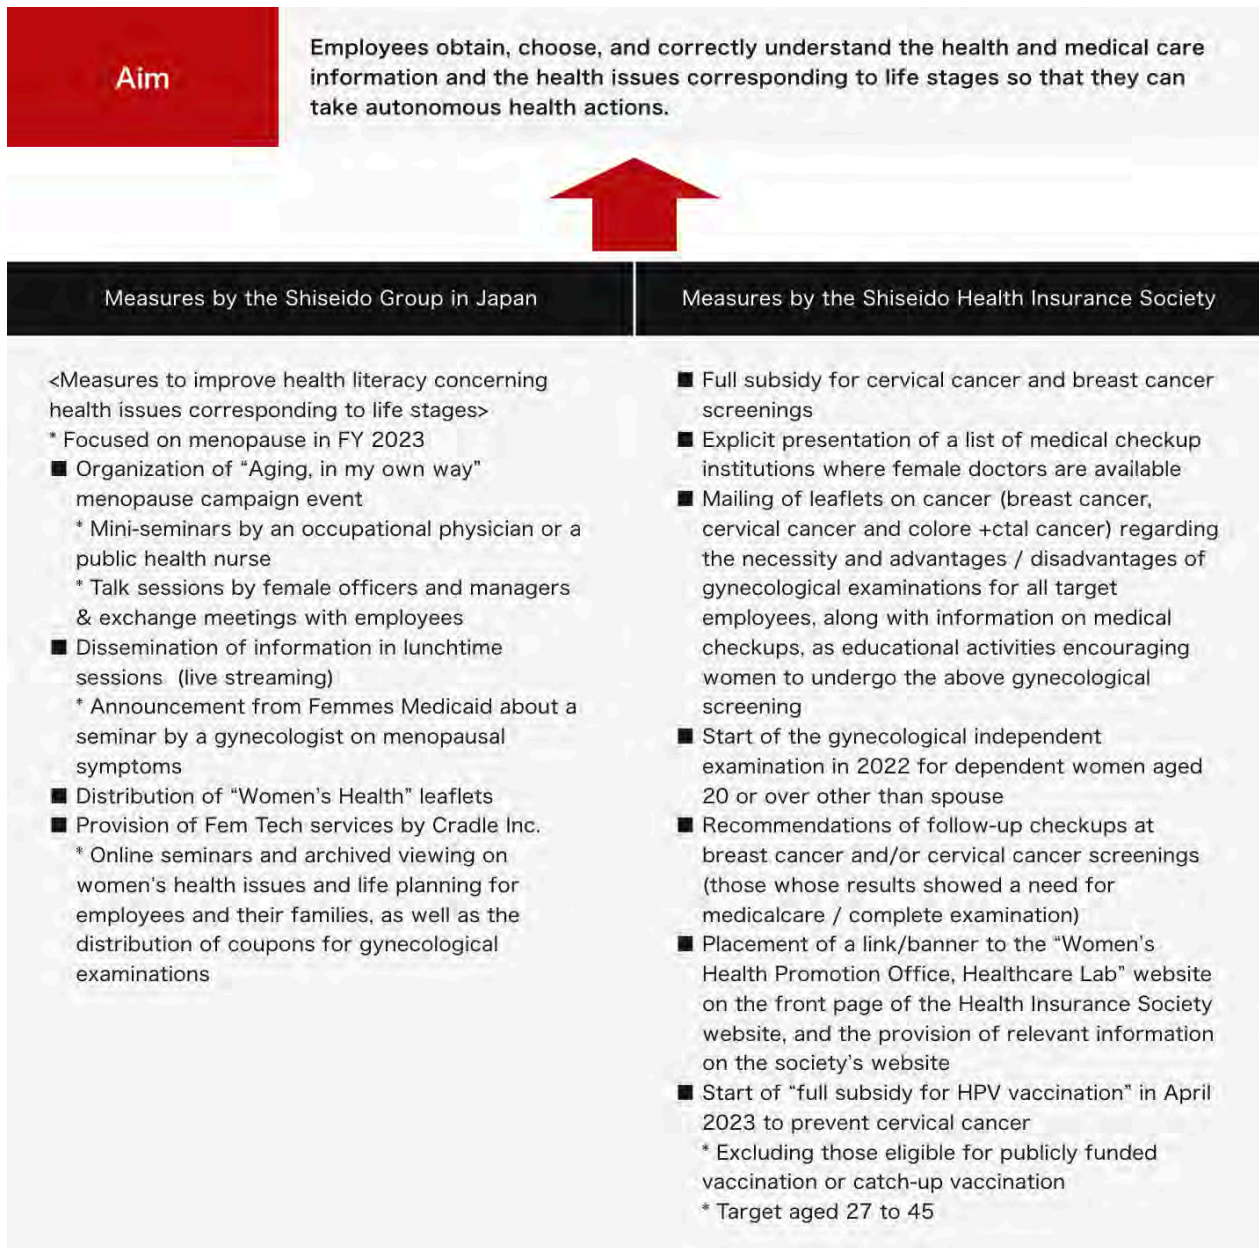 Aim
Employees obtain, choose, and correctly understand the health and medical care
information and the health issues corresponding to life stages so that they can
take autonomous health actions.
Measures by the Shiseido Group in Japan
<Measures to improve health literacy concerning
health issues corresponding to life stages>
* Focused on menopause in FY 2023
■ Organization of “Aging, in my own way”
menopause campaign event
* Mini-seminars by an occupational physician or a
public health nurse
* Talk sessions by female officers and managers
& exchange meetings with employees
■ Dissemination of information in lunchtime
sessions (live streaming)
* Announcement from Femmes Medicaid about a
seminar by a gynecologist on menopausal
symptoms
■ Distribution of “Women’s Health” leaflets
■ Provision of Fem Tech services by Cradle Inc.
* Online seminars and archived viewing on
women’s health issues and life planning for
employees and their families, as well as the
distribution of coupons for gynecological
examinations
Measures by the Shiseido Health Insurance Society
■ Full subsidy for cervical cancer and breast cancer
screenings
■ Explicit presentation of a list of medical checkup
institutions where female doctors are available
■ Mailing of leaflets on cancer (breast cancer,
cervical cancer and colore +ctal cancer) regarding
the necessity and advantages / disadvantages of
gynecological examinations for all target
employees, along with information on medical
checkups, as educational activities encouraging
women to undergo the above gynecological
screening
■ Start of the gynecological independent
examination in 2022 for dependent women aged
20 or over other than spouse
■ Recommendations of follow-up checkups at
breast cancer and/or cervical cancer screenings
(those whose results showed a need for
medicalcare / complete examination)
■ Placement of a link/banner to the “Women’s
Health Promotion Office, Healthcare Lab” website
on the front page of the Health Insurance Society
website, and the provision of relevant information
on the society’s website
■ Start of “full subsidy for HPV vaccination” in April
2023 to prevent cervical cancer
* Excluding those eligible for publicly funded
vaccination or catch-up vaccination
* Target aged 27 to 45